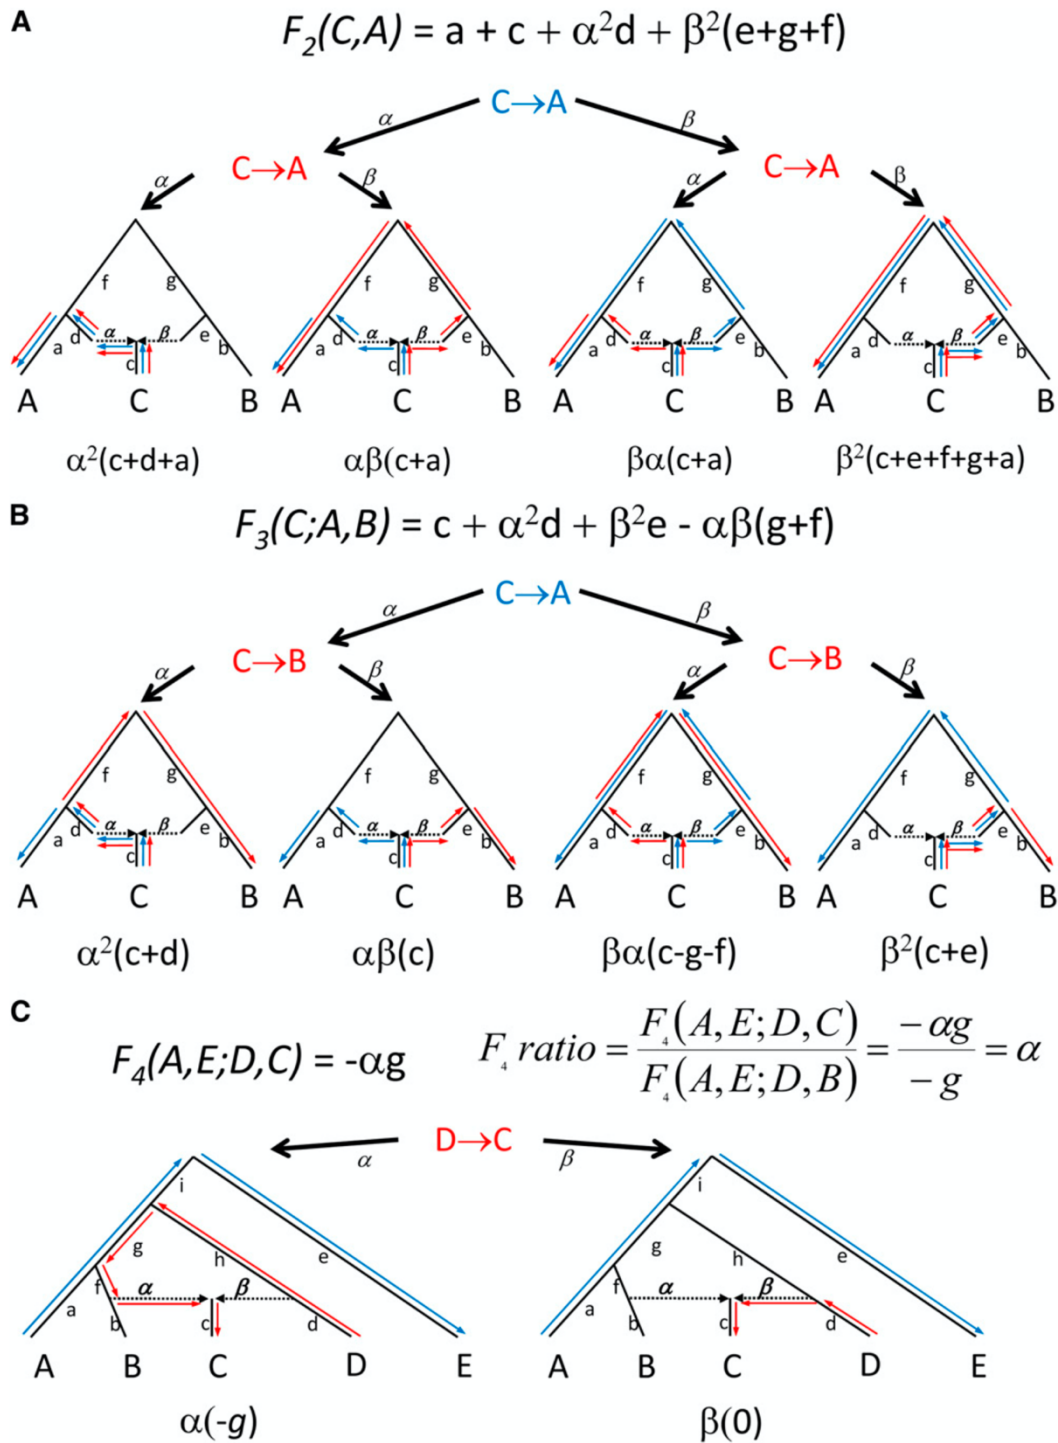 A
F₂(C,A) = a + c + α²d + β²(e+g+f)
C→A
α β
C→A C→A
α β α β
f g f g f g f g
a d α β e b a d α β e b a d α β e b a d α β e b
c c c c
A C B A C B A C B A C B
α²(c+d+a) αβ(c+a) βα(c+a) β²(c+e+f+g+a)
B
F₃(C;A,B) = c + α²d + β²e - αβ(g+f)
C→A
α β
C→B C→B
α β α β
f g f g f g f g
a d α β e b a d α β e b a d α β e b a d α β e b
c c c c
A C B A C B A C B A C B
α²(c+d) αβ(c) βα(c-g-f) β²(c+e)
C
F₄(A,E;D,C) = -αg
F₄ ratio = F₄(A,E;D,C) / F₄(A,E;D,B) = -αg / -g = α
D→C
α β
i i
g h e g h e
f α β f α β
a b c d a b c d
A B C D E A B C D E
α(-g) β(0)